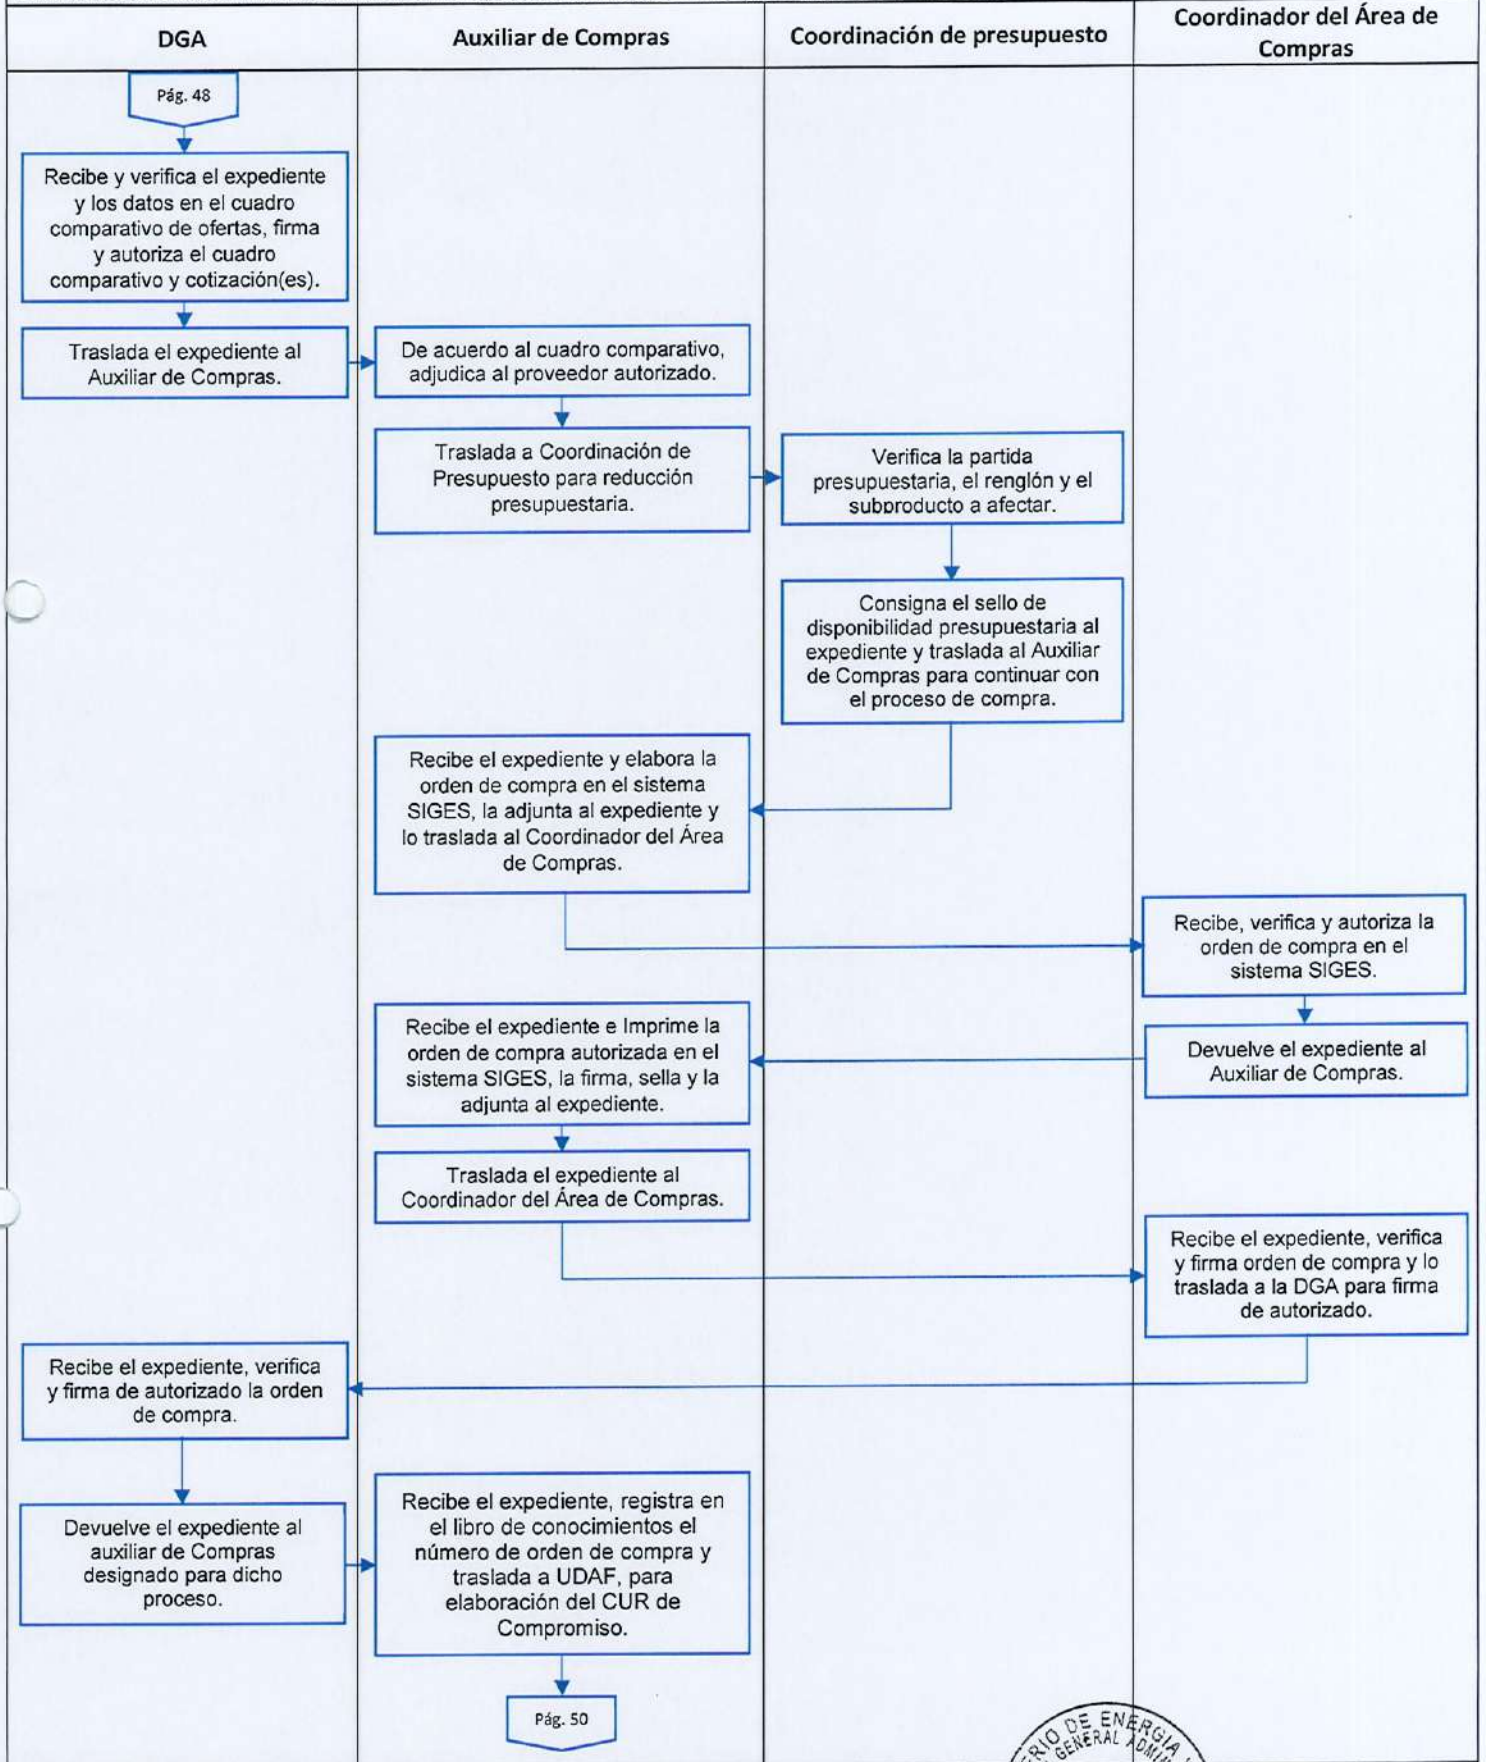 DGA
Auxiliar de Compras
Coordinación de presupuesto
Coordinador del Área de
Compras
Pág. 48
Recibe y verifica el expediente
y los datos en el cuadro
comparativo de ofertas, firma
y autoriza el cuadro
comparativo y cotización(es).
Traslada el expediente al
Auxiliar de Compras.
De acuerdo al cuadro comparativo,
adjudica al proveedor autorizado.
Traslada a Coordinación de
Presupuesto para reducción
presupuestaria.
Verifica la partida
presupuestaria, el renglón y el
subproducto a afectar.
Consigna el sello de
disponibilidad presupuestaria al
expediente y traslada al Auxiliar
de Compras para continuar con
el proceso de compra.
Recibe el expediente y elabora la
orden de compra en el sistema
SIGES, la adjunta al expediente y
lo traslada al Coordinador del Área
de Compras.
Recibe, verifica y autoriza la
orden de compra en el
sistema SIGES.
Devuelve el expediente al
Auxiliar de Compras.
Recibe el expediente e Imprime la
orden de compra autorizada en el
sistema SIGES, la firma, sella y la
adjunta al expediente.
Traslada el expediente al
Coordinador del Área de Compras.
Recibe el expediente, verifica
y firma orden de compra y lo
traslada a la DGA para firma
de autorizado.
Recibe el expediente, verifica
y firma de autorizado la orden
de compra.
Devuelve el expediente al
auxiliar de Compras
designado para dicho
proceso.
Recibe el expediente, registra en
el libro de conocimientos el
número de orden de compra y
traslada a UDAF, para
elaboración del CUR de
Compromiso.
Pág. 50
DE ENERGIA
GENERAL